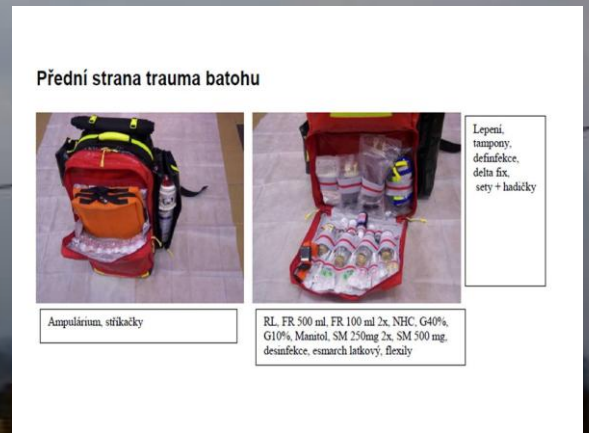 Přední strana trauma batohu
Lepení,
tampony,
definfekce,
delta fix,
sety + hadičky
Ampulárium, stříkačky
RL, FR 500 ml, FR 100 ml 2x, NHC, G40%,
G10%, Manitol, SM 250mg 2x, SM 500 mg,
desinfekce, esmarch latkový, flexily